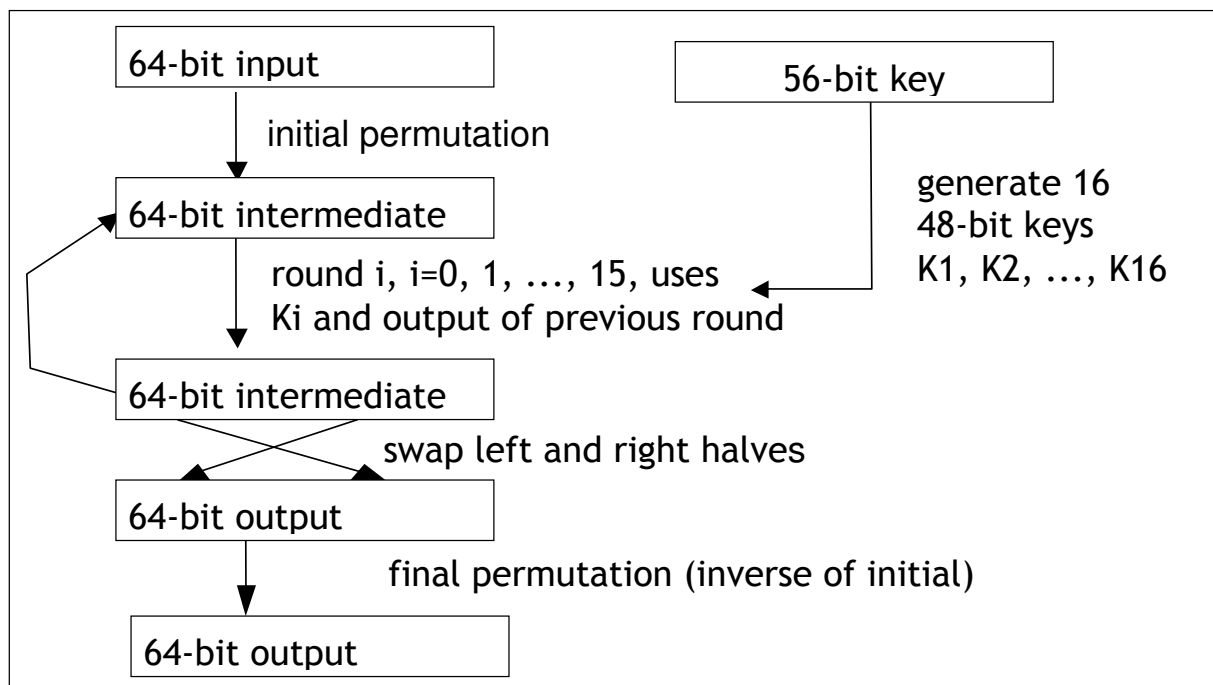 64-bit input
56-bit key
initial permutation
generate 16
48-bit keys
K1, K2, ..., K16
64-bit intermediate
round i, i=0, 1, ..., 15, uses
Ki and output of previous round
64-bit intermediate
swap left and right halves
64-bit output
final permutation (inverse of initial)
64-bit output